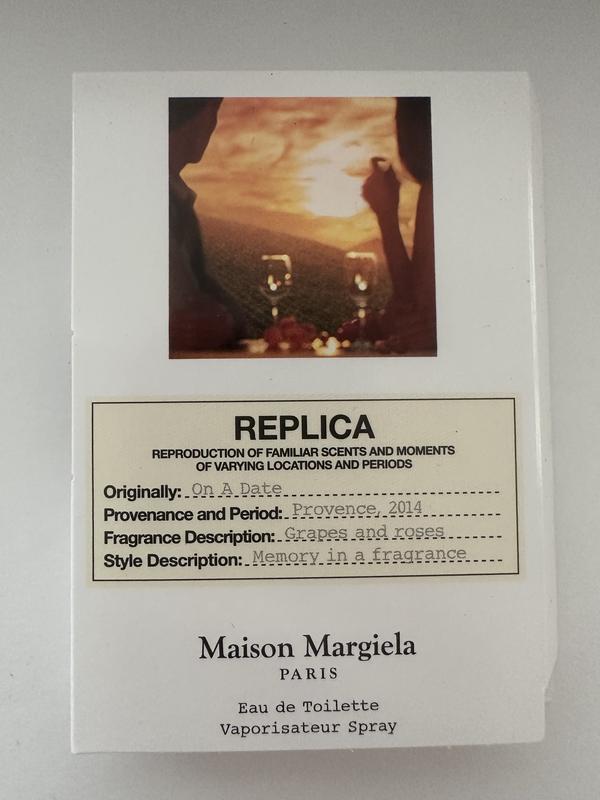 REPLICA
REPRODUCTION OF FAMILIAR SCENTS AND MOMENTS
OF VARYING LOCATIONS AND PERIODS
Originally: On A Date
Provenance and Period: Provence, 2014
Fragrance Description: Grapes and roses
Style Description: Memory in a fragrance
Maison Margiela
PARIS
Eau de Toilette
Vaporisateur Spray